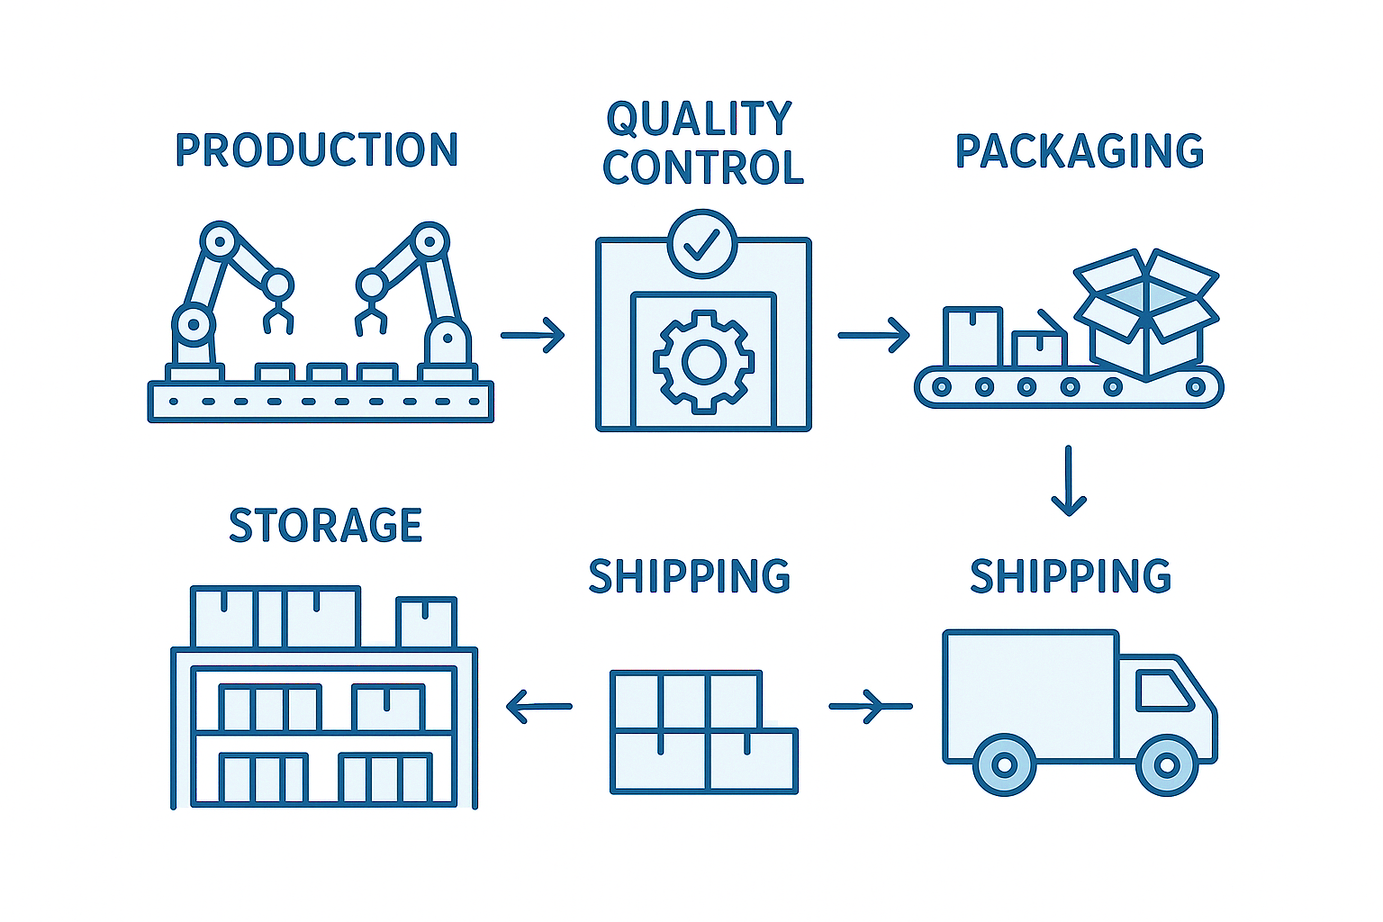 PRODUCTION
QUALITY
CONTROL
PACKAGING
STORAGE
SHIPPING
SHIPPING